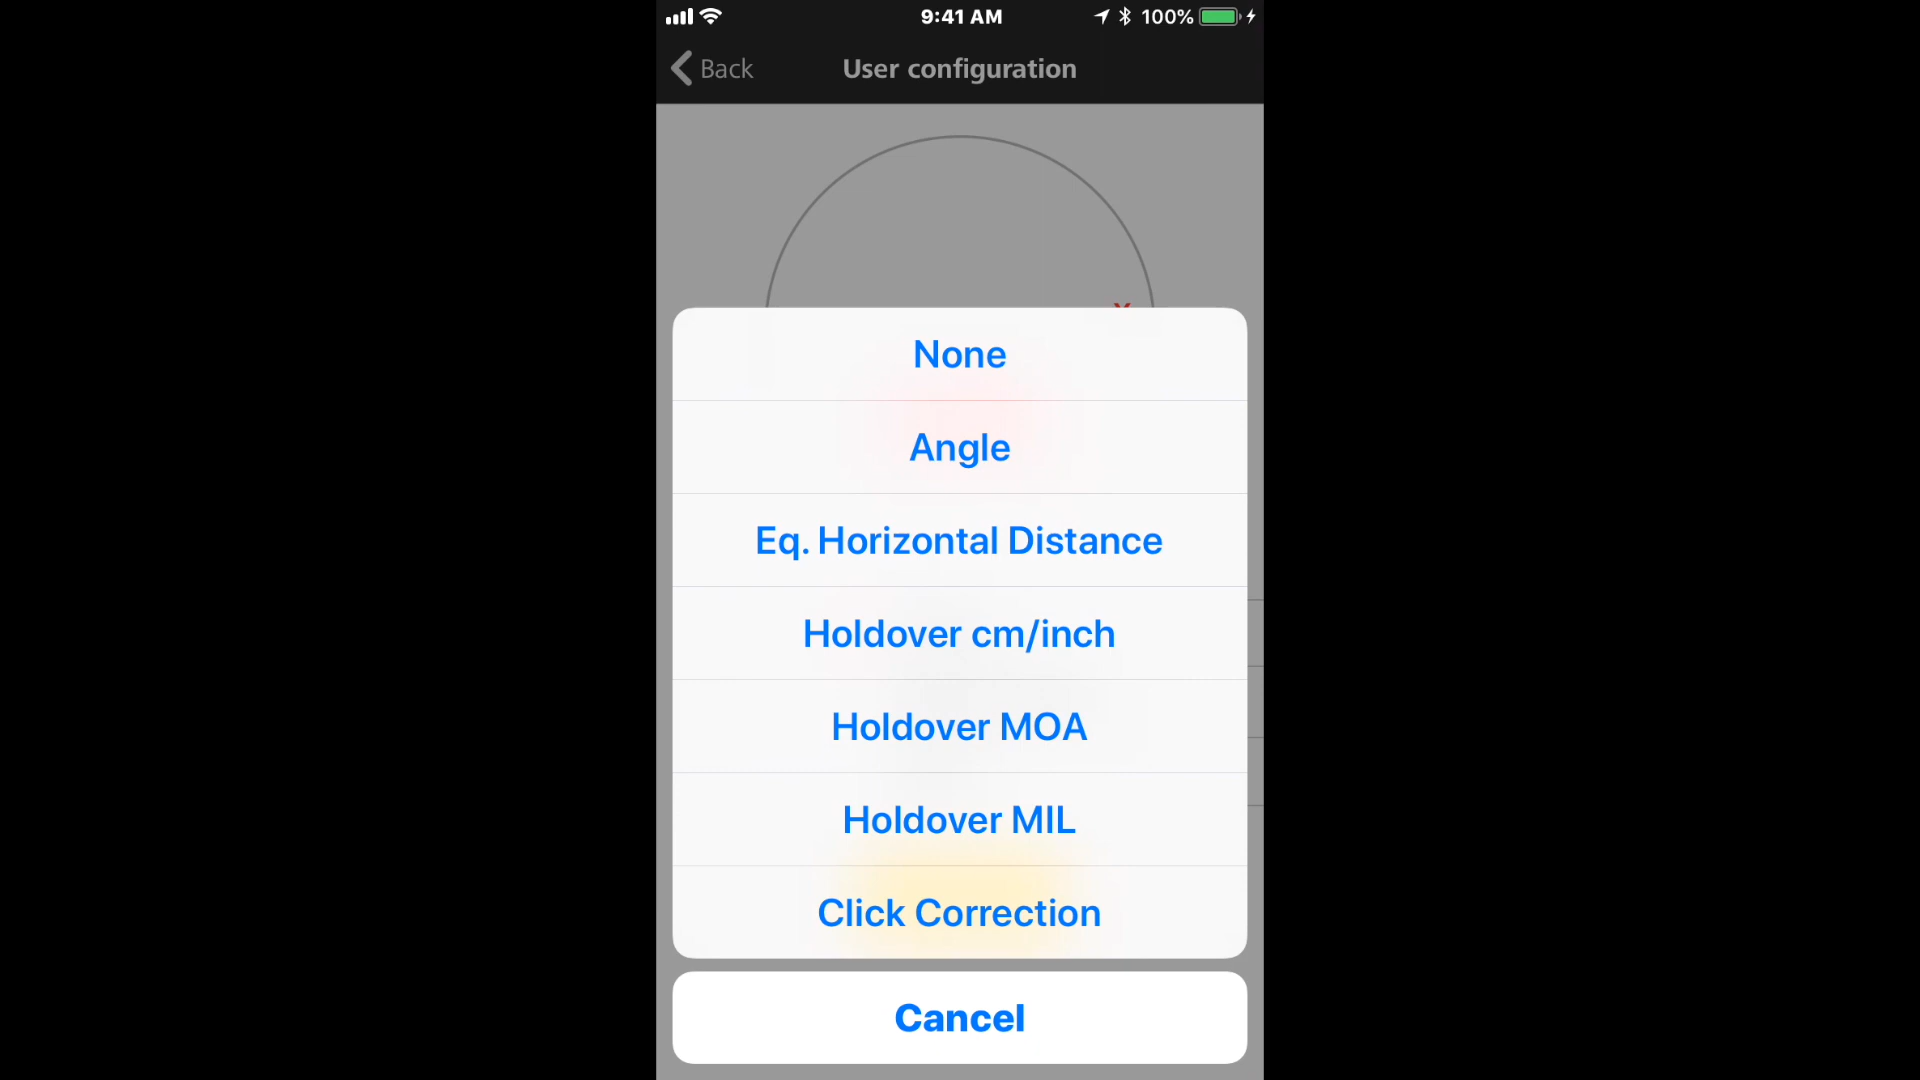 9:41 AM
100%
Back
User configuration
None
Angle
Eq. Horizontal Distance
Holdover cm/inch
Holdover MOA
Holdover MIL
Click Correction
Cancel